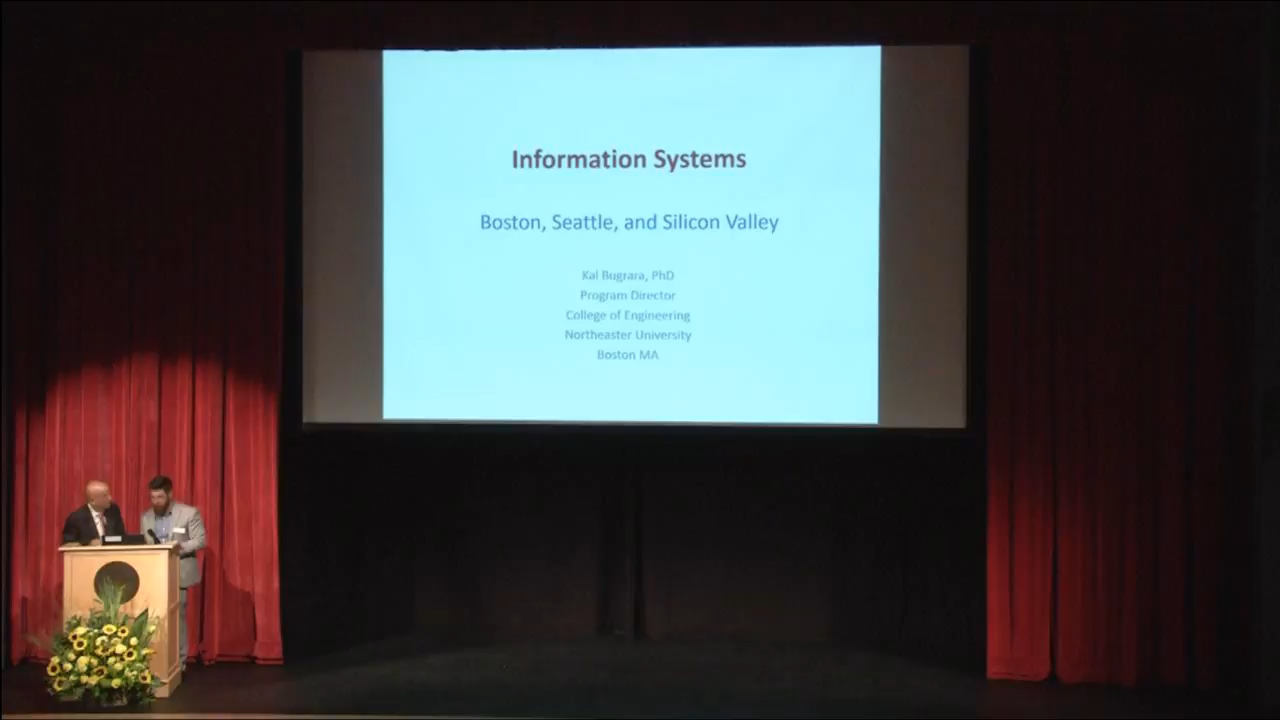 Information Systems
Boston, Seattle, and Silicon Valley
Kal Bugrara, PhD
Program Director
College of Engineering
Northeaster University
Boston MA